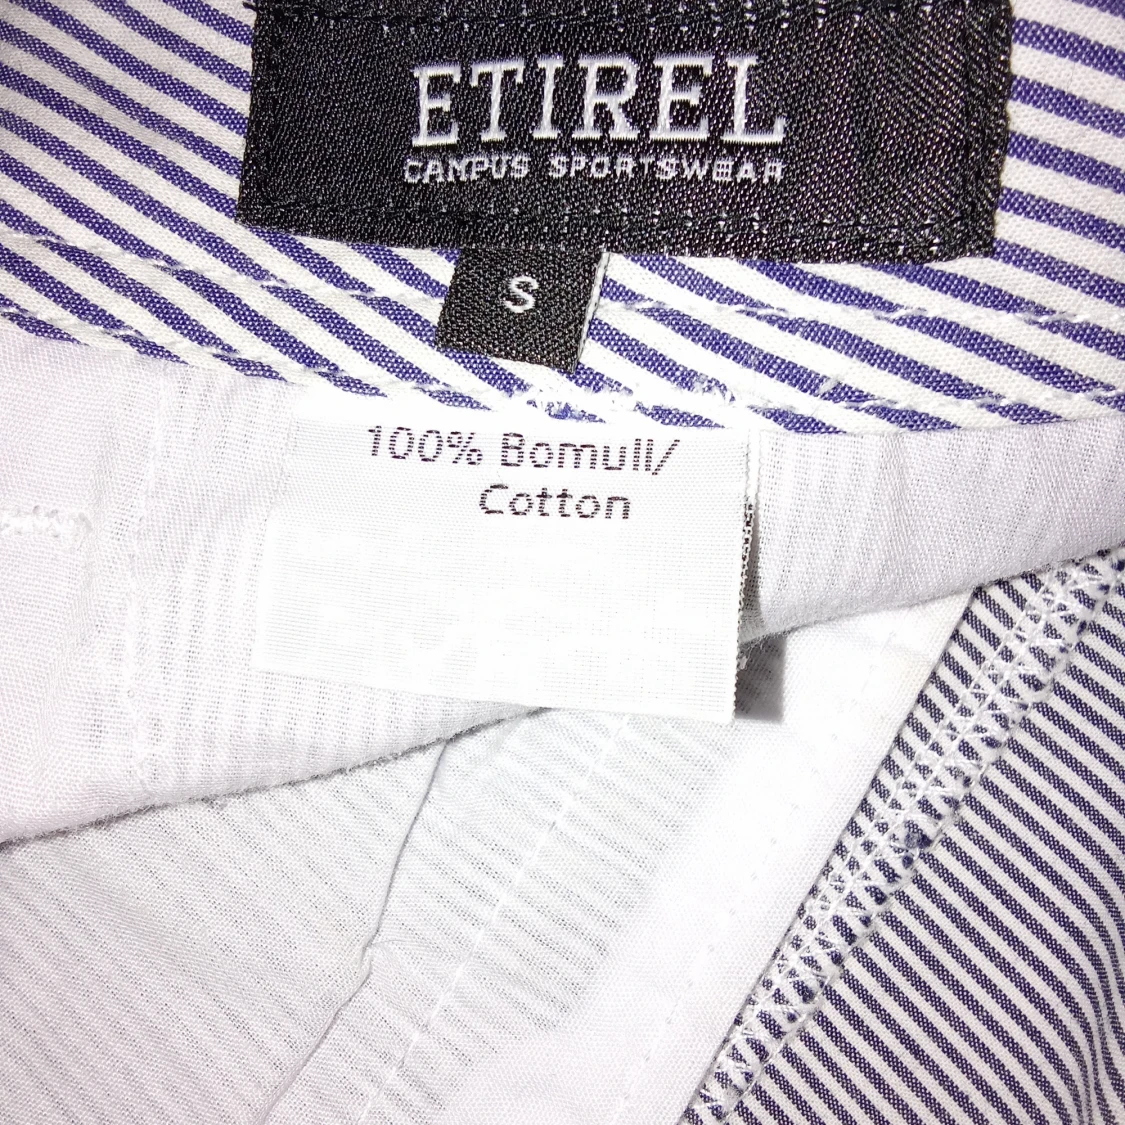 ETIREL
CAMPUS SPORTSWEAR
S
100% Bomull/
Cotton